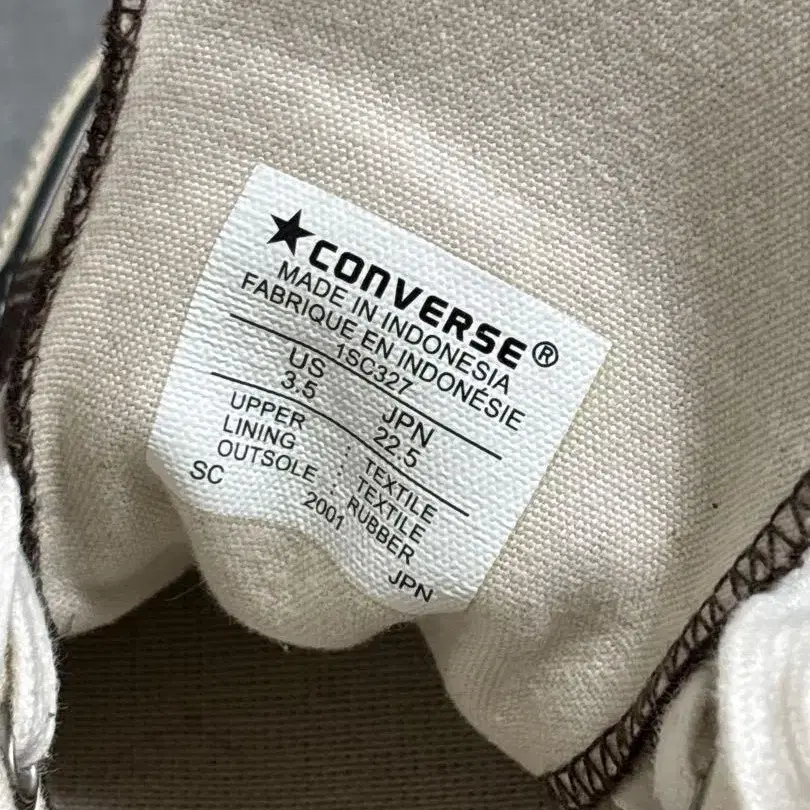 ★CONVERSE®
MADE IN INDONESIA
FABRIQUE EN INDONÉSIE
1SC327
US JPN
3.5 22.5
UPPER : TEXTILE
LINING : TEXTILE
OUTSOLE : RUBBER
SC 2001 JPN